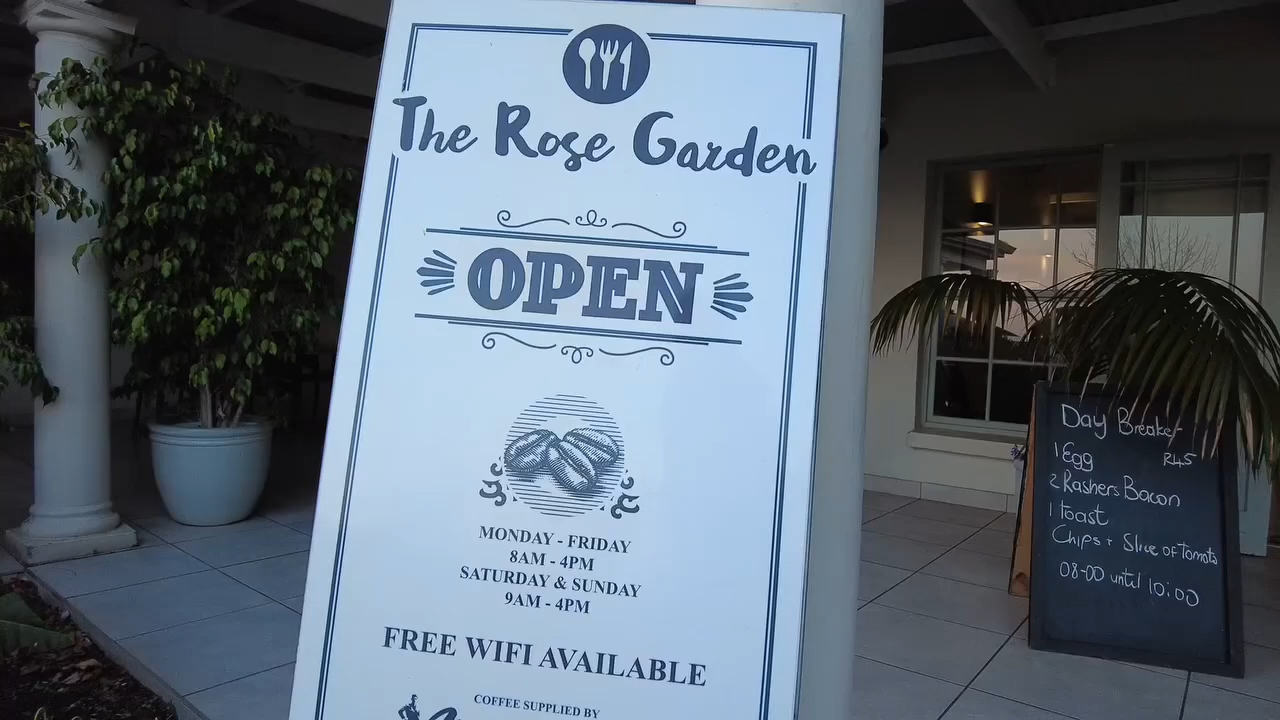 The Rose Garden
OPEN
MONDAY - FRIDAY
8AM - 4PM
SATURDAY & SUNDAY
9AM - 4PM
FREE WIFI AVAILABLE
COFFEE SUPPLIED BY
Day Breaker
1 Egg R45
2 Rashers Bacon
1 toast
Chips + Slice of Tomato
08-00 until 10:00